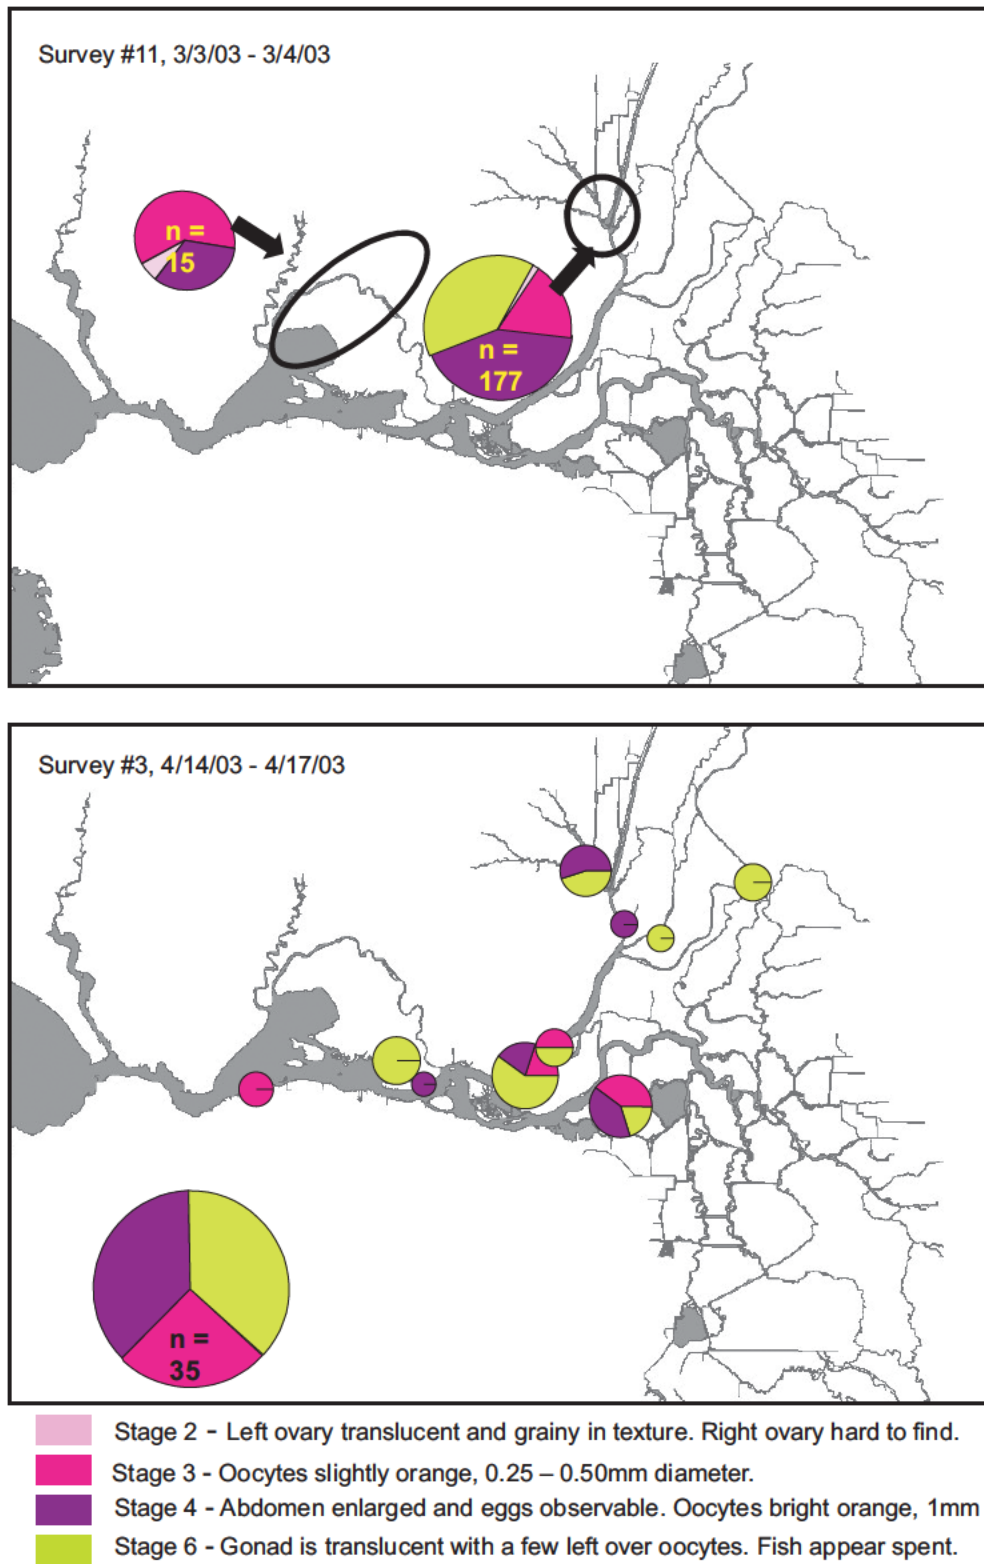 Survey #11, 3/3/03 - 3/4/03
n =
15
n =
177
Survey #3, 4/14/03 - 4/17/03
n =
35
Stage 2 - Left ovary translucent and grainy in texture. Right ovary hard to find.
Stage 3 - Oocytes slightly orange, 0.25 – 0.50mm diameter.
Stage 4 - Abdomen enlarged and eggs observable. Oocytes bright orange, 1mm
Stage 6 - Gonad is translucent with a few left over oocytes. Fish appear spent.